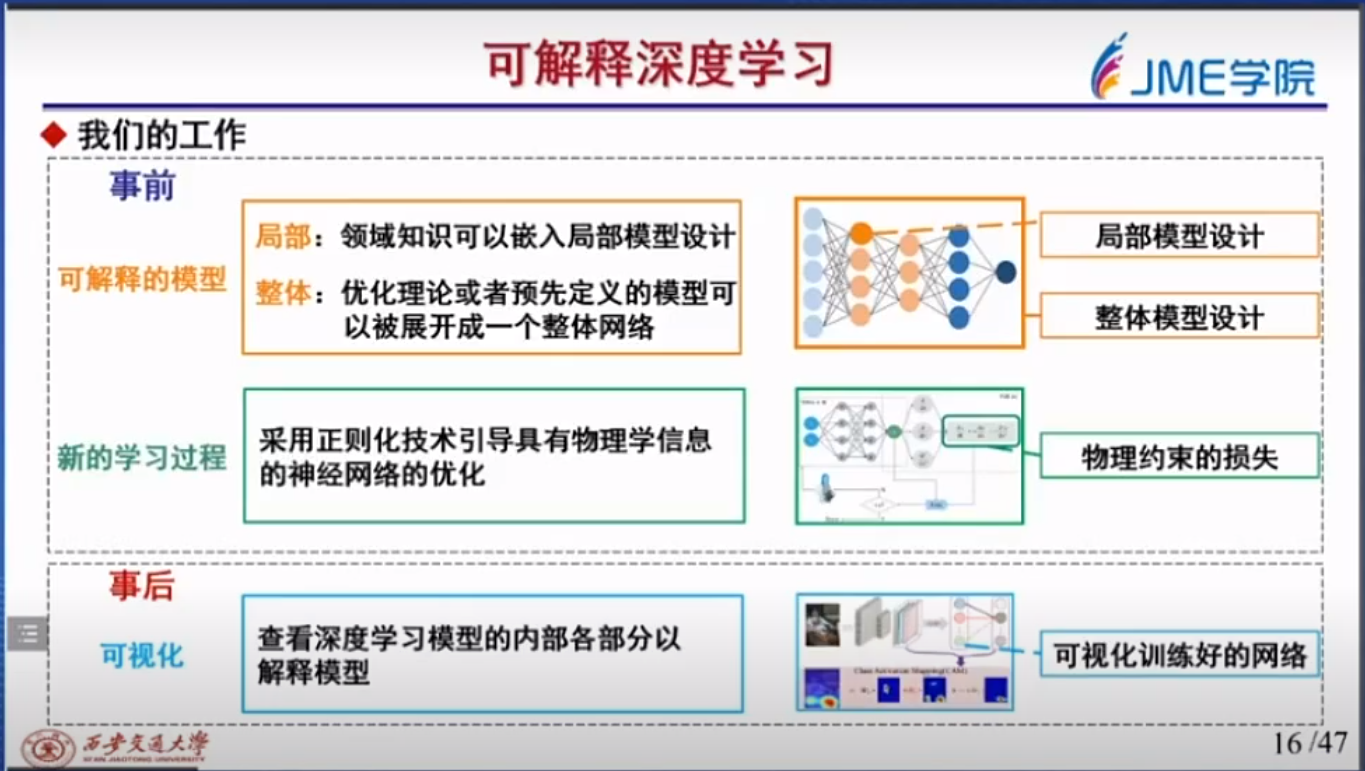 可解释深度学习
JME学院
我们的工作
事前
可解释的模型
局部：领域知识可以嵌入局部模型设计
整体：优化理论或者预先定义的模型可
以被展开成一个整体网络
局部模型设计
整体模型设计
新的学习过程
采用正则化技术引导具有物理学信息
的神经网络的优化
物理约束的损失
事后
可视化
查看深度学习模型的内部各部分以
解释模型
Class Activation Mapping(CAM)
可视化训练好的网络
西安交通大学
XI'AN JIAOTONG UNIVERSITY
16 /47